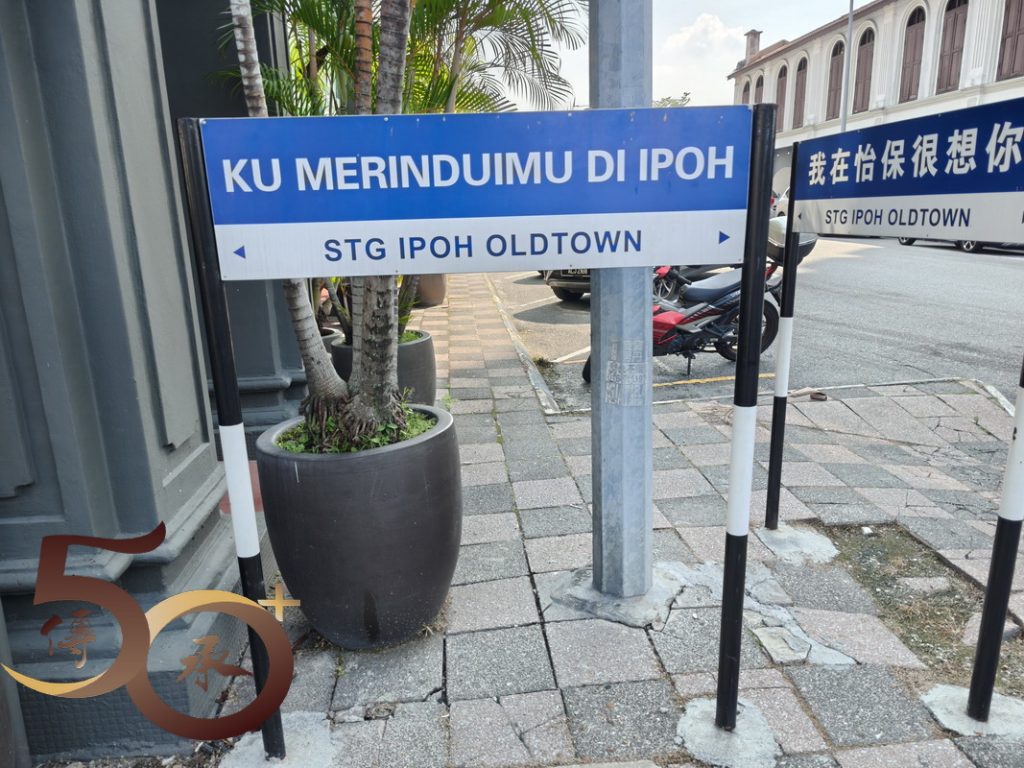 KU MERINDUIMU DI IPOH
STG IPOH OLDTOWN
我在怡保很想你
STG IPOH OLDTOWN
50+
傳承